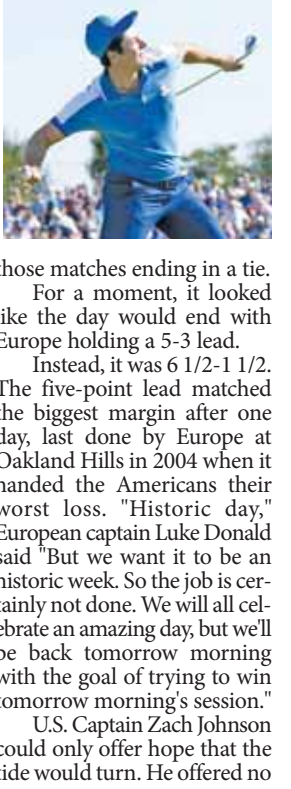 those matches ending in a tie.
For a moment, it looked
like the day would end with
Europe holding a 5-3 lead.
Instead, it was 6 1/2-1 1/2.
The five-point lead matched
the biggest margin after one
day, last done by Europe at
Oakland Hills in 2004 when it
handed the Americans their
worst loss. "Historic day,"
European captain Luke Donald
said "But we want it to be an
historic week. So the job is cer-
tainly not done. We will all cel-
ebrate an amazing day, but we'll
be back tomorrow morning
with the goal of trying to win
tomorrow morning's session."
U.S. Captain Zach Johnson
could only offer hope that the
tide would turn. He offered no